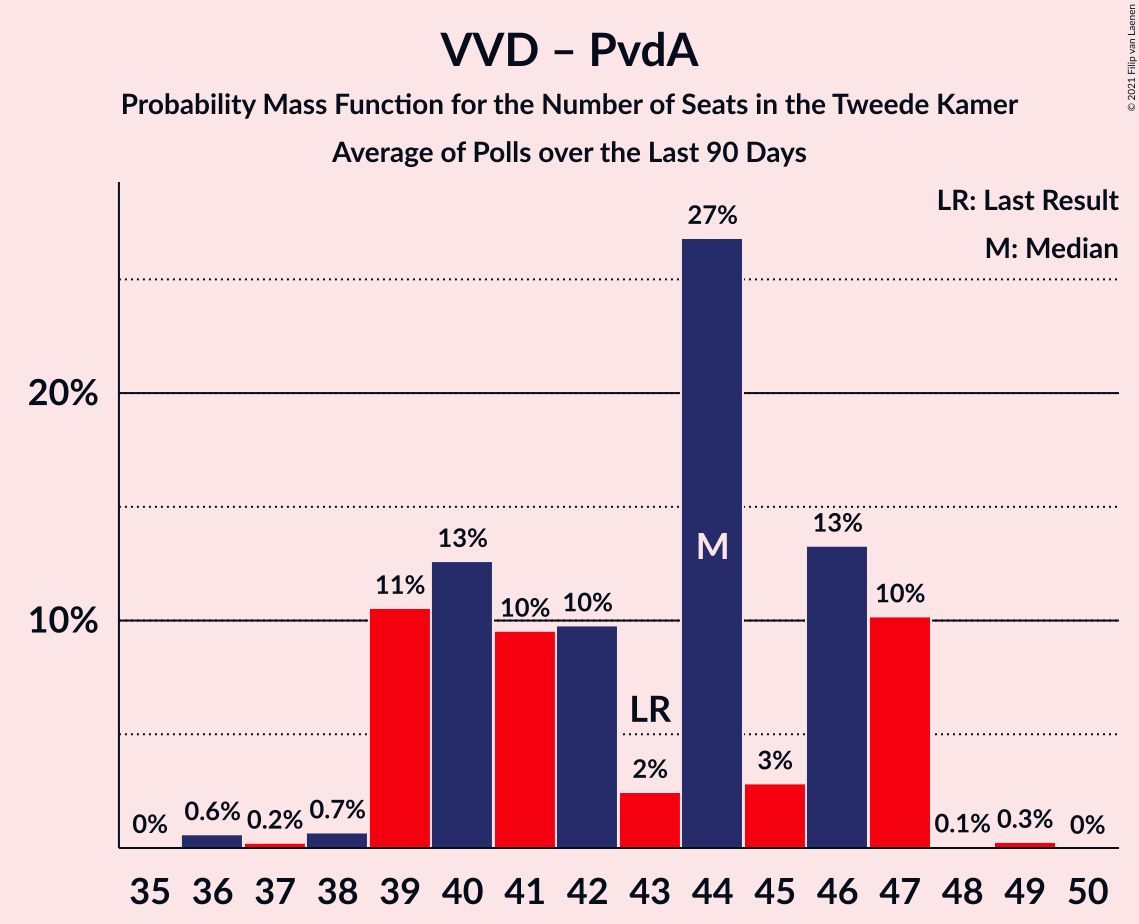 VVD – PvdA
Probability Mass Function for the Number of Seats in the Tweede Kamer
Average of Polls over the Last 90 Days
© 2021 Filip van Laenen
LR: Last Result
M: Median
27%
20%
13%
13%
M
11%
10%
10%
10%
10%
LR
2%
3%
0%
0.6%
0.2%
0.7%
0.1%
0.3%
0%
35 36 37 38 39 40 41 42 43 44 45 46 47 48 49 50